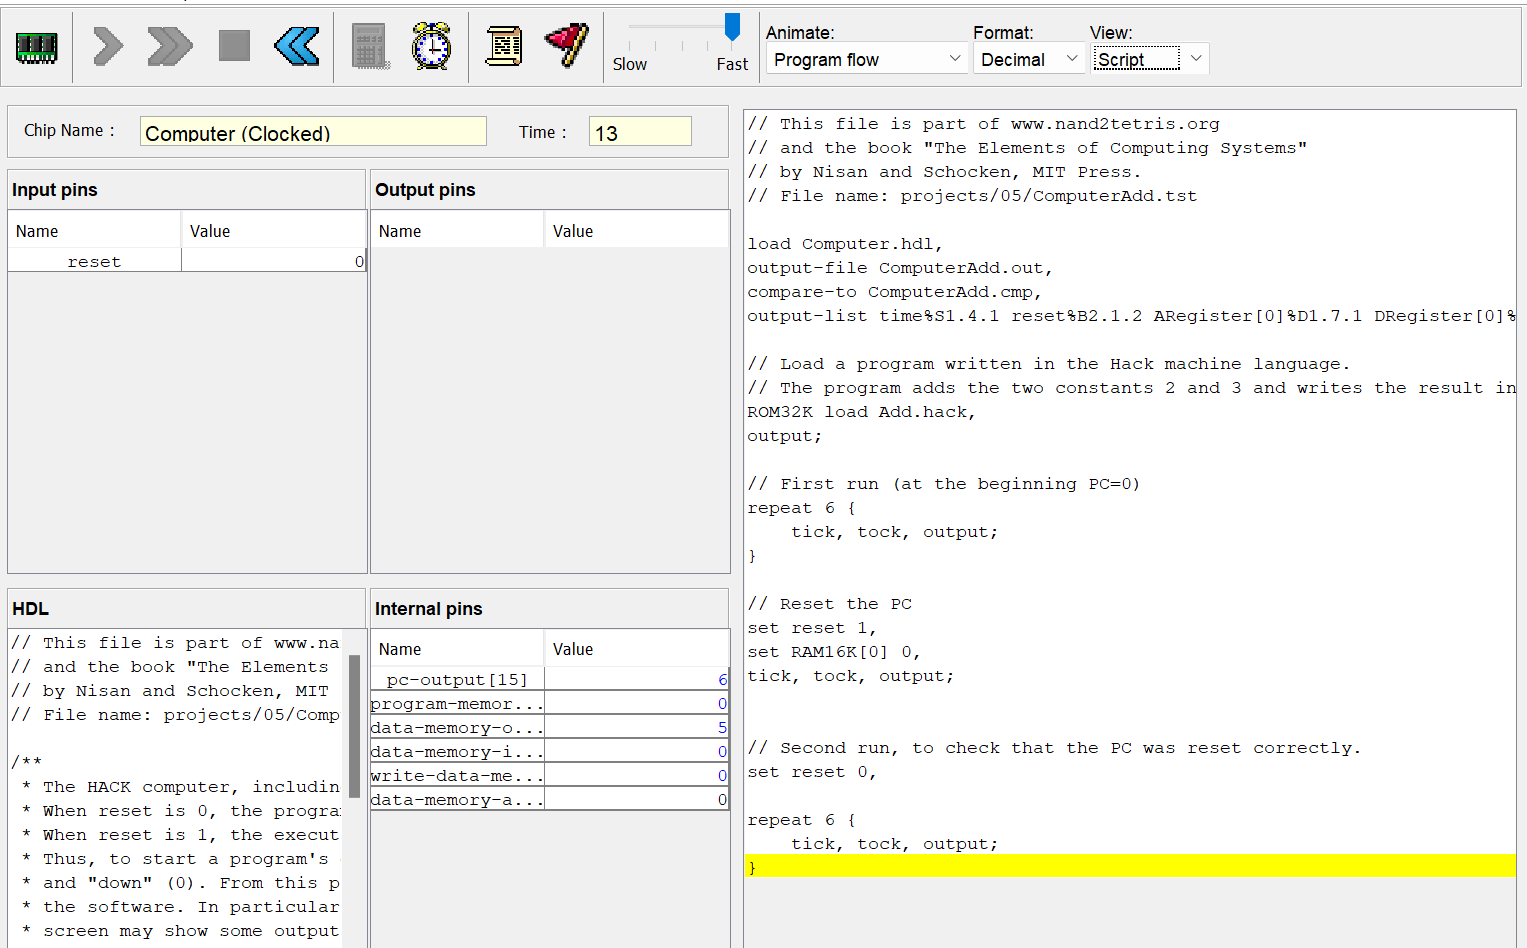 Animate:
Format:
View:
Slow
Fast
Program flow
Decimal
Script
Chip Name :
Computer (Clocked)
Time :
13
Input pins
Name
Value
reset
0
Output pins
Name
Value
HDL
// This file is part of www.na
// and the book "The Elements
// by Nisan and Schocken, MIT
// File name: projects/05/Comp
/**
* The HACK computer, includin
* When reset is 0, the progra
* When reset is 1, the execut
* Thus, to start a program's
* and "down" (0). From this p
* the software. In particular
* screen may show some output
Internal pins
Name
Value
pc-output[15]
6
program-memor...
0
data-memory-o...
5
data-memory-i...
0
write-data-me...
0
data-memory-a...
0
// This file is part of www.nand2tetris.org
// and the book "The Elements of Computing Systems"
// by Nisan and Schocken, MIT Press.
// File name: projects/05/ComputerAdd.tst
load Computer.hdl,
output-file ComputerAdd.out,
compare-to ComputerAdd.cmp,
output-list time%S1.4.1 reset%B2.1.2 ARegister[0]%D1.7.1 DRegister[0]%
// Load a program written in the Hack machine language.
// The program adds the two constants 2 and 3 and writes the result in
ROM32K load Add.hack,
output;
// First run (at the beginning PC=0)
repeat 6 {
tick, tock, output;
}
// Reset the PC
set reset 1,
set RAM16K[0] 0,
tick, tock, output;
// Second run, to check that the PC was reset correctly.
set reset 0,
repeat 6 {
tick, tock, output;
}